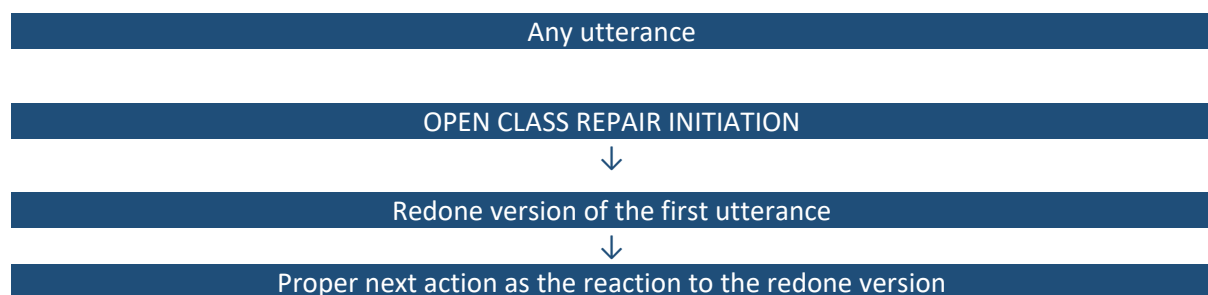 Any utterance
OPEN CLASS REPAIR INITIATION
↓
Redone version of the first utterance
↓
Proper next action as the reaction to the redone version